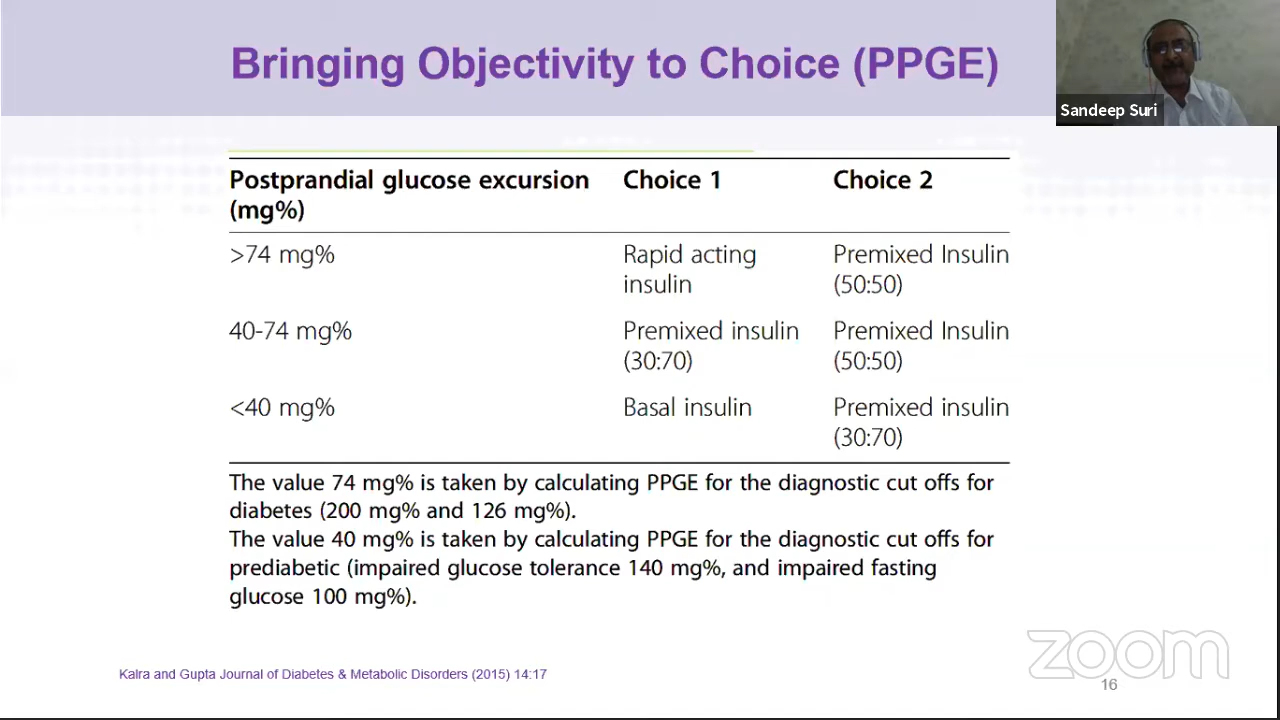 Bringing Objectivity to Choice (PPGE)
Sandeep Suri
Postprandial glucose excursion Choice 1 Choice 2
(mg%)
>74 mg% Rapid acting Premixed Insulin
insulin (50:50)
40-74 mg% Premixed insulin Premixed Insulin
(30:70) (50:50)
<40 mg% Basal insulin Premixed insulin
(30:70)
The value 74 mg% is taken by calculating PPGE for the diagnostic cut offs for
diabetes (200 mg% and 126 mg%).
The value 40 mg% is taken by calculating PPGE for the diagnostic cut offs for
prediabetic (impaired glucose tolerance 140 mg%, and impaired fasting
glucose 100 mg%).
Kalra and Gupta Journal of Diabetes & Metabolic Disorders (2015) 14:17
zoom
16